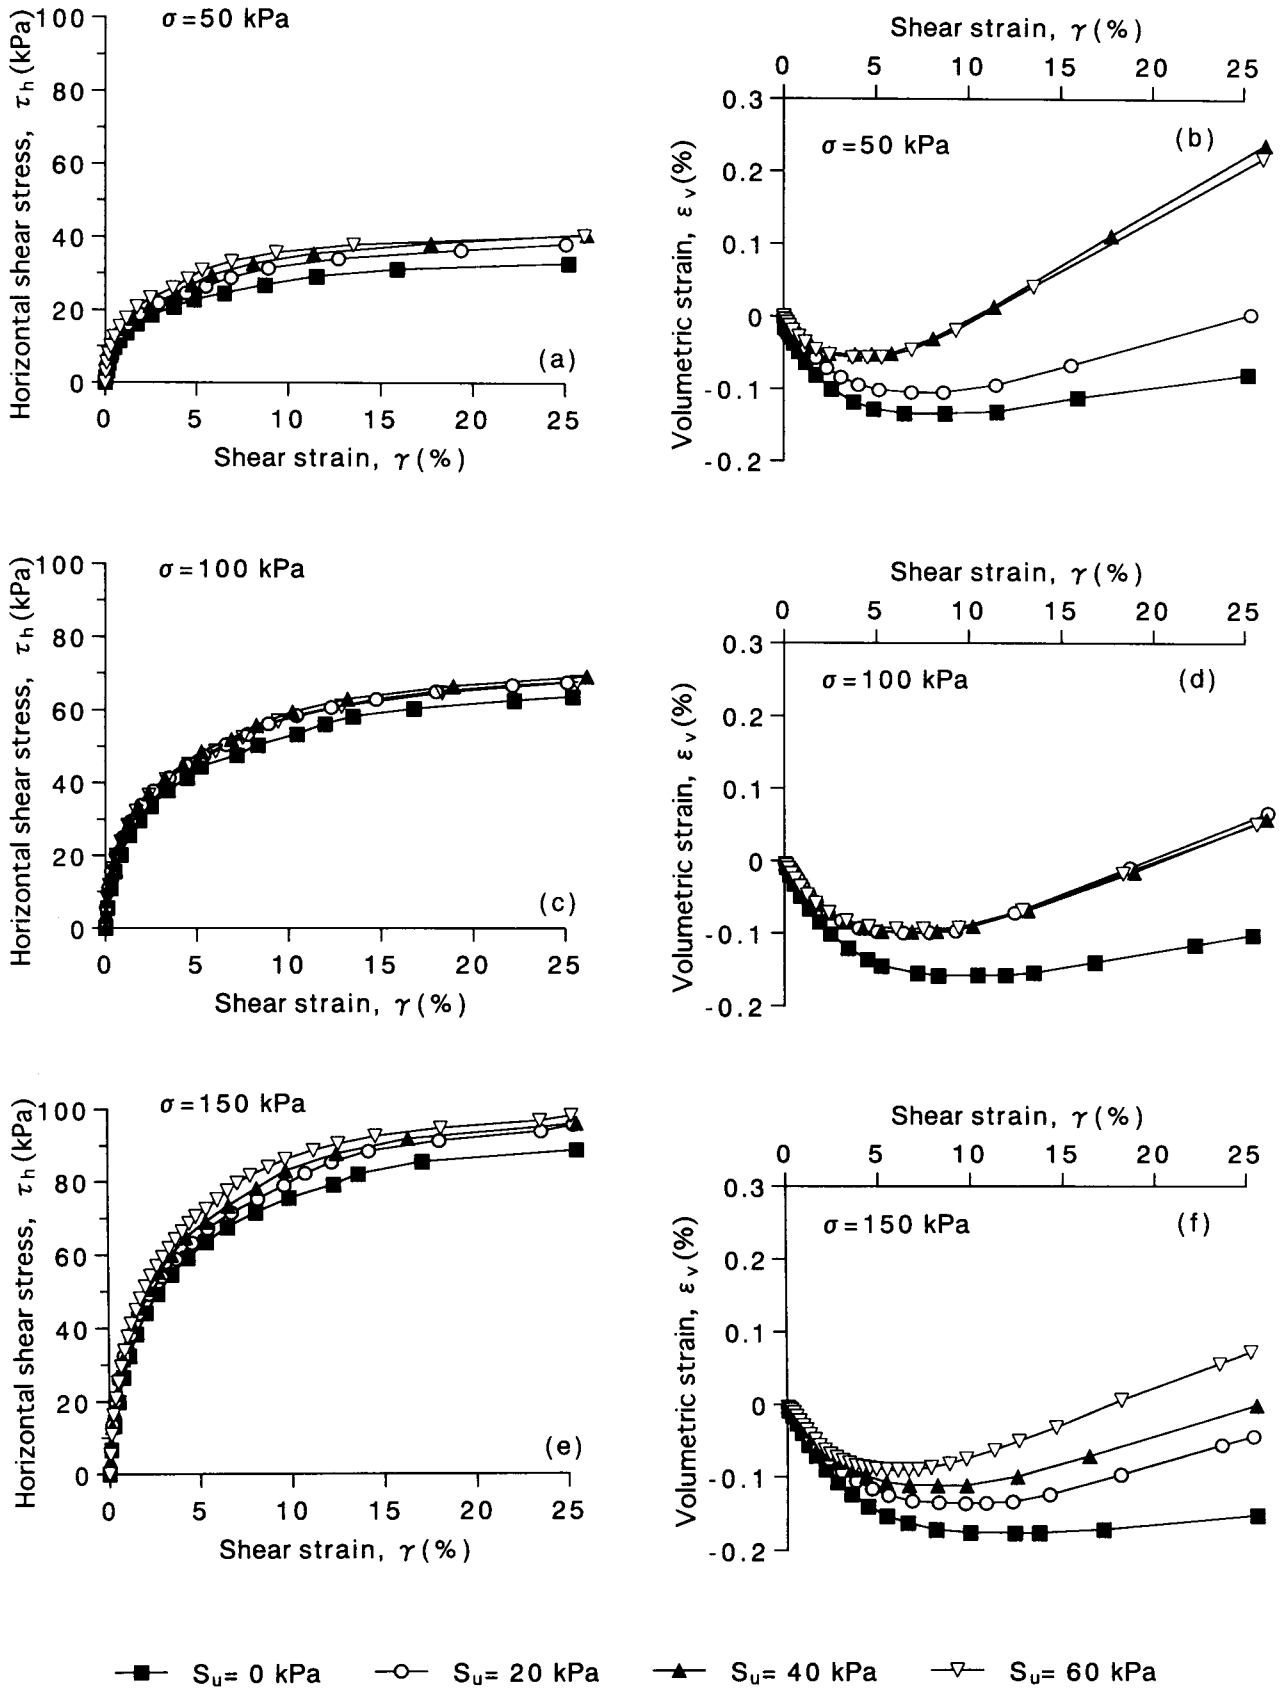 σ=50 kPa
Horizontal shear stress, τh(kPa)
100
80
60
40
20
0
(a)
0 5 10 15 20 25
Shear strain, γ(%)
Shear strain, γ(%)
0 5 10 15 20 25
0.3
0.2
0.1
0
-0.1
-0.2
Volumetric strain, εv(%)
σ=50 kPa
(b)
σ=100 kPa
Horizontal shear stress, τh(kPa)
100
80
60
40
20
0
(c)
0 5 10 15 20 25
Shear strain, γ(%)
Shear strain, γ(%)
0 5 10 15 20 25
0.3
0.2
0.1
0
-0.1
-0.2
Volumetric strain, εv(%)
σ=100 kPa
(d)
σ=150 kPa
Horizontal shear stress, τh(kPa)
100
80
60
40
20
0
(e)
0 5 10 15 20 25
Shear strain, γ(%)
Shear strain, γ(%)
0 5 10 15 20 25
0.3
0.2
0.1
0
-0.1
-0.2
Volumetric strain, εv(%)
σ=150 kPa
(f)
Su= 0 kPa Su= 20 kPa Su= 40 kPa Su= 60 kPa